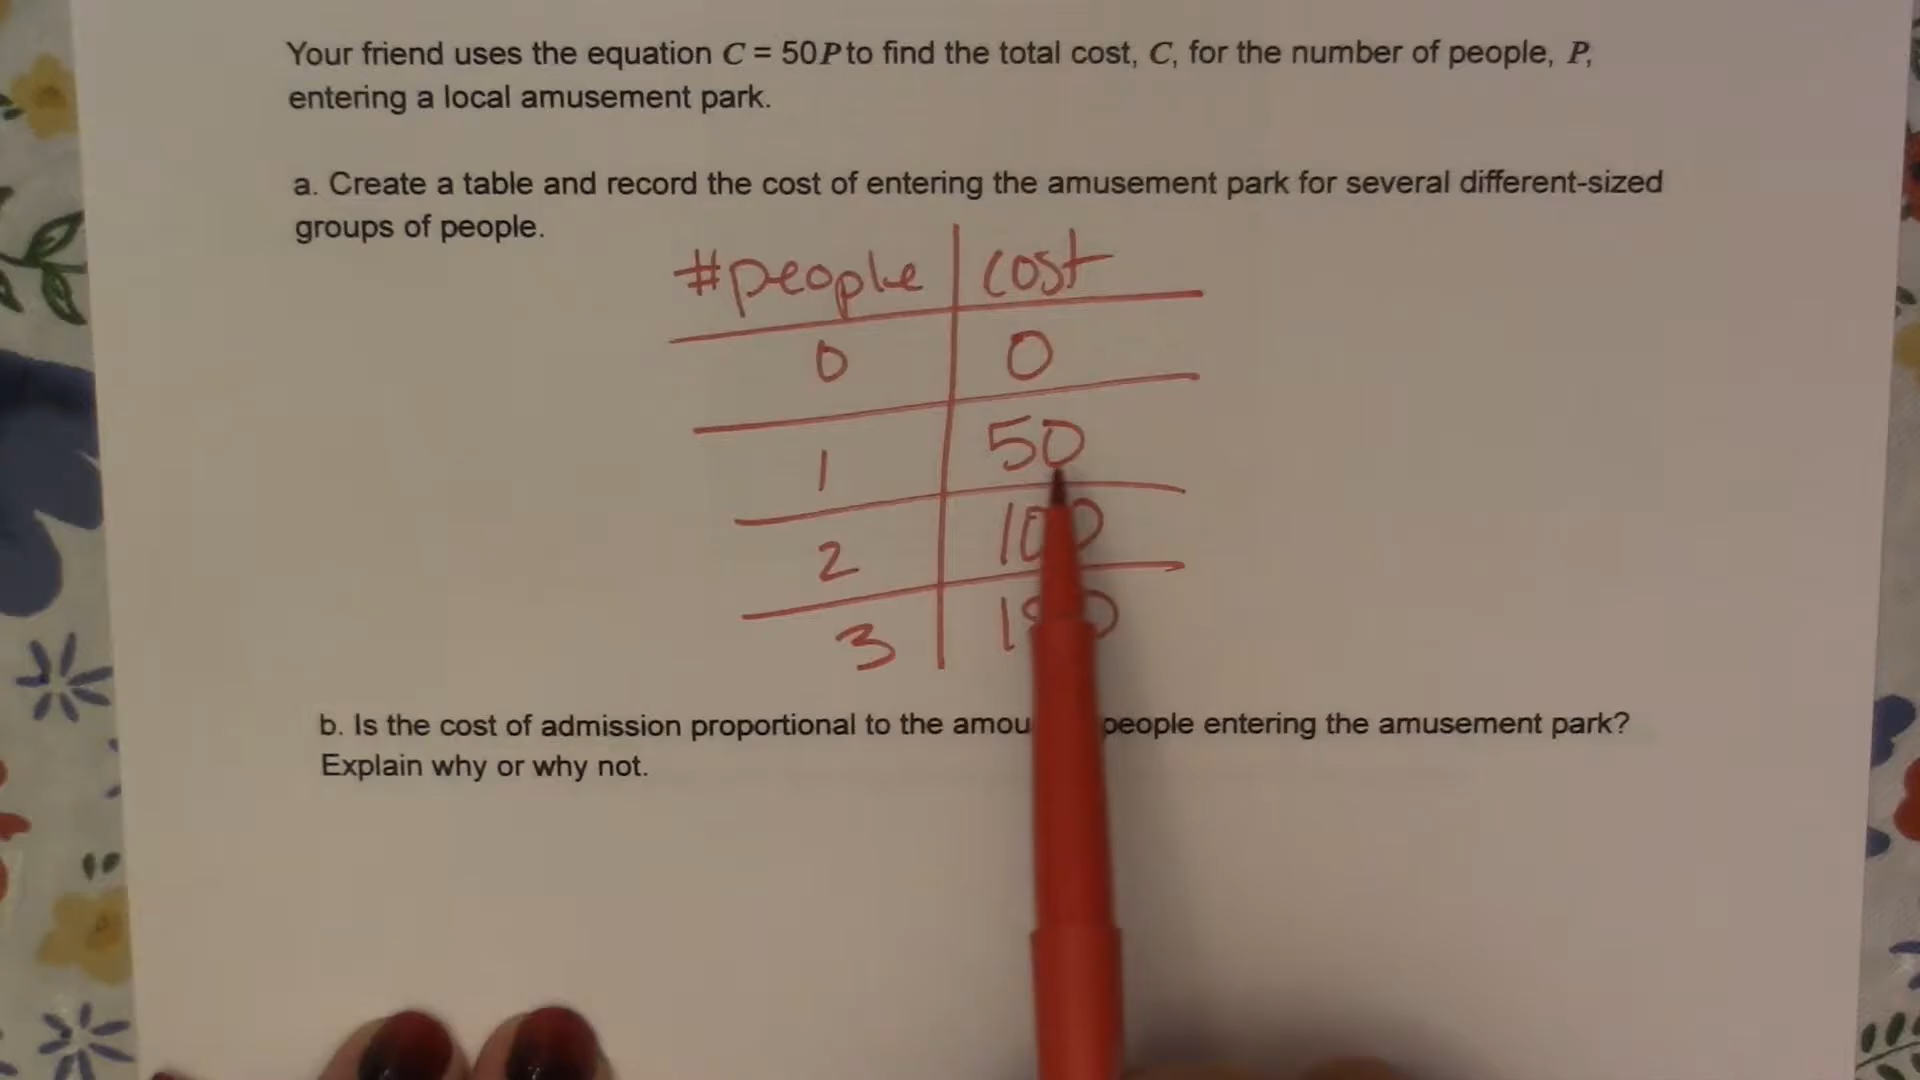 Your friend uses the equation C = 50P to find the total cost, C, for the number of people, P,
entering a local amusement park.
a. Create a table and record the cost of entering the amusement park for several different-sized
groups of people.
#people cost
0 0
1 50
2 100
3
b. Is the cost of admission proportional to the people entering the amusement park?
Explain why or why not.